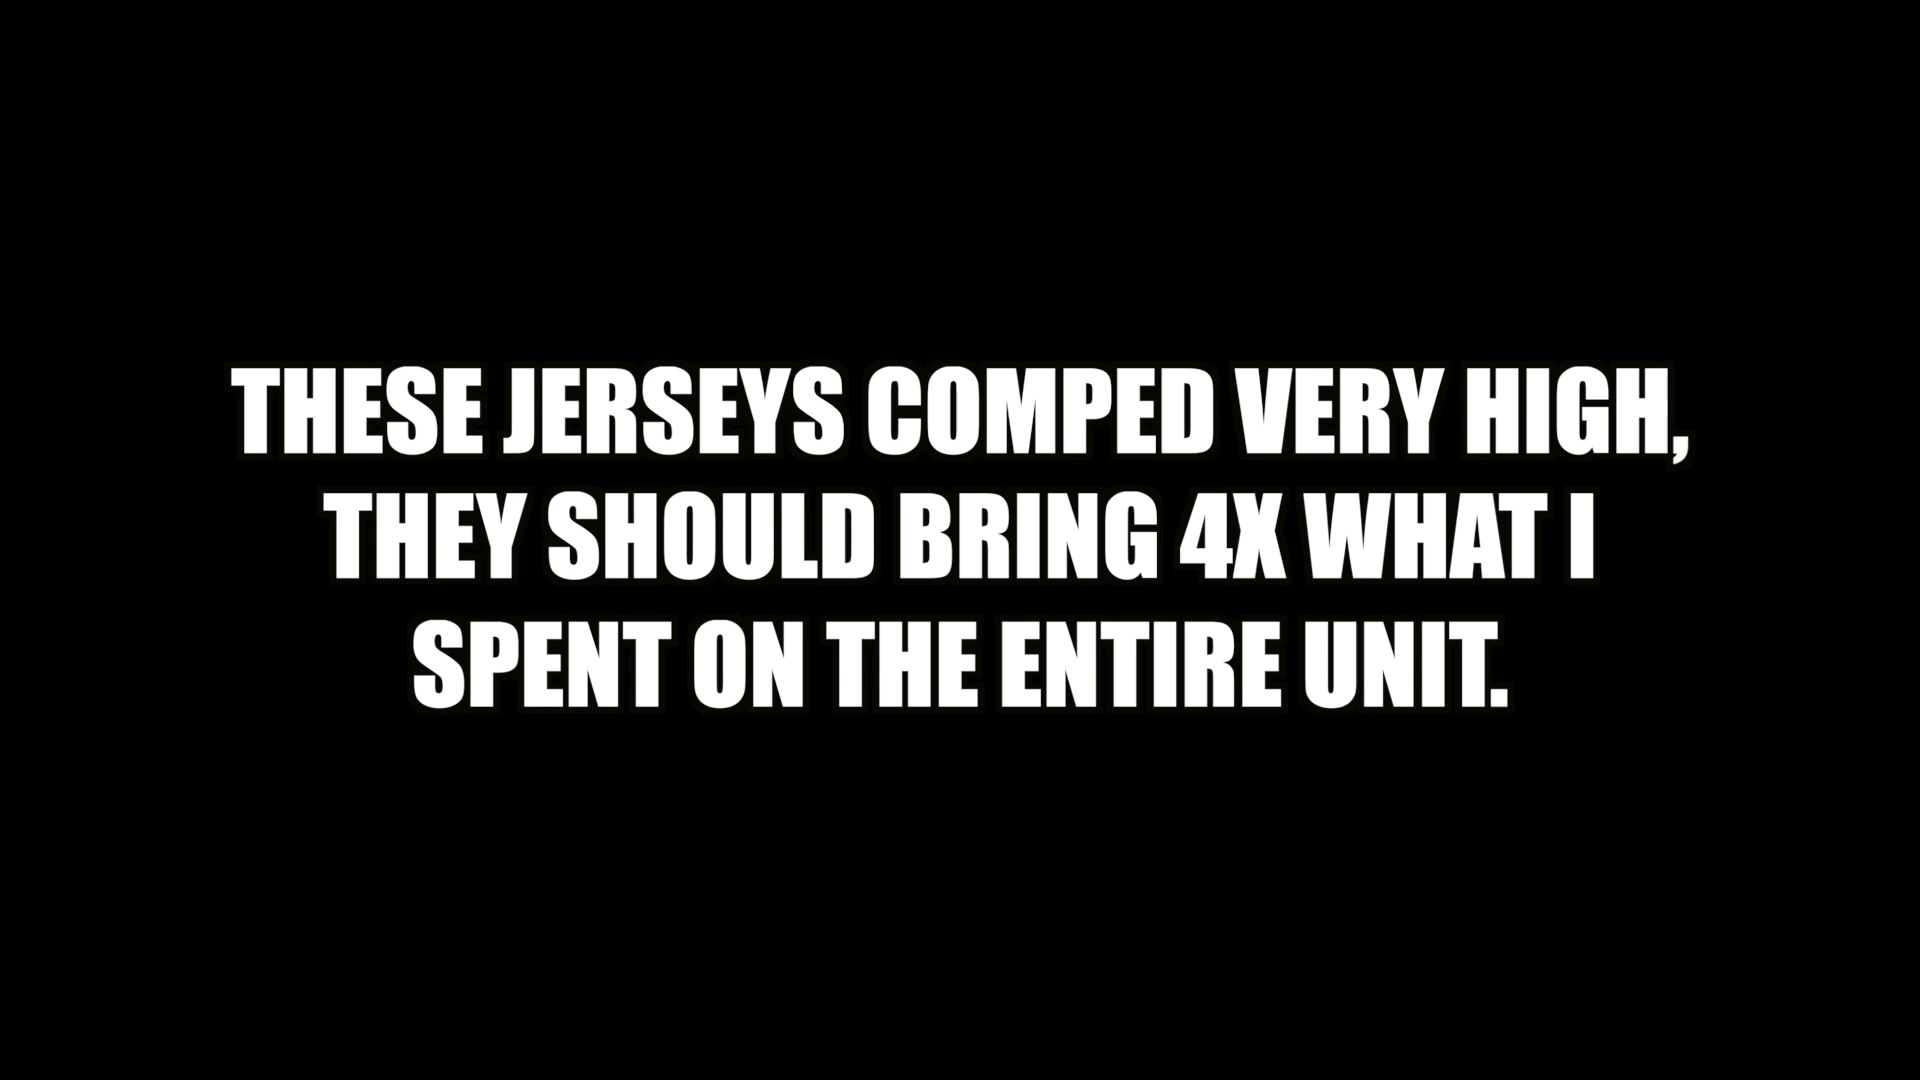 THESE JERSEYS COMPED VERY HIGH,
THEY SHOULD BRING 4X WHAT I
SPENT ON THE ENTIRE UNIT.